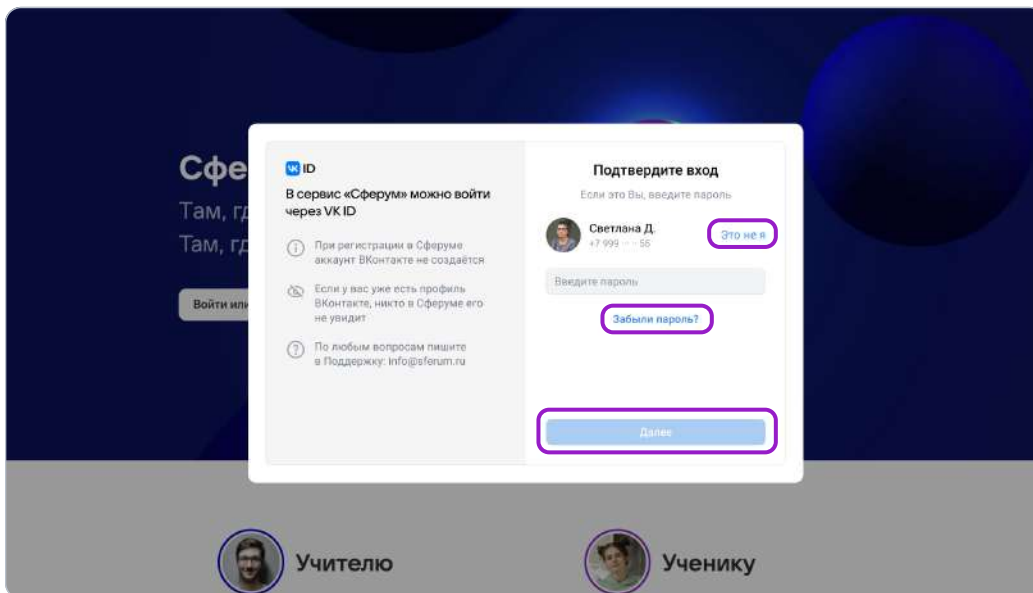 Сфе
Там, гд
Там, гд
Войти или
VK ID
В сервис «Сферум» можно войти
через VK ID
При регистрации в Сферуме
аккаунт ВКонтакте не создаётся
Если у вас уже есть профиль
ВКонтакте, никто в Сферуме его
не увидит
По любым вопросам пишите
в Поддержку: info@sferum.ru
Подтвердите вход
Если это Вы, введите пароль
Светлана Д.
+7 999 ·· ·· 55
Это не я
Введите пароль
Забыли пароль?
Далее
Учителю
Ученику